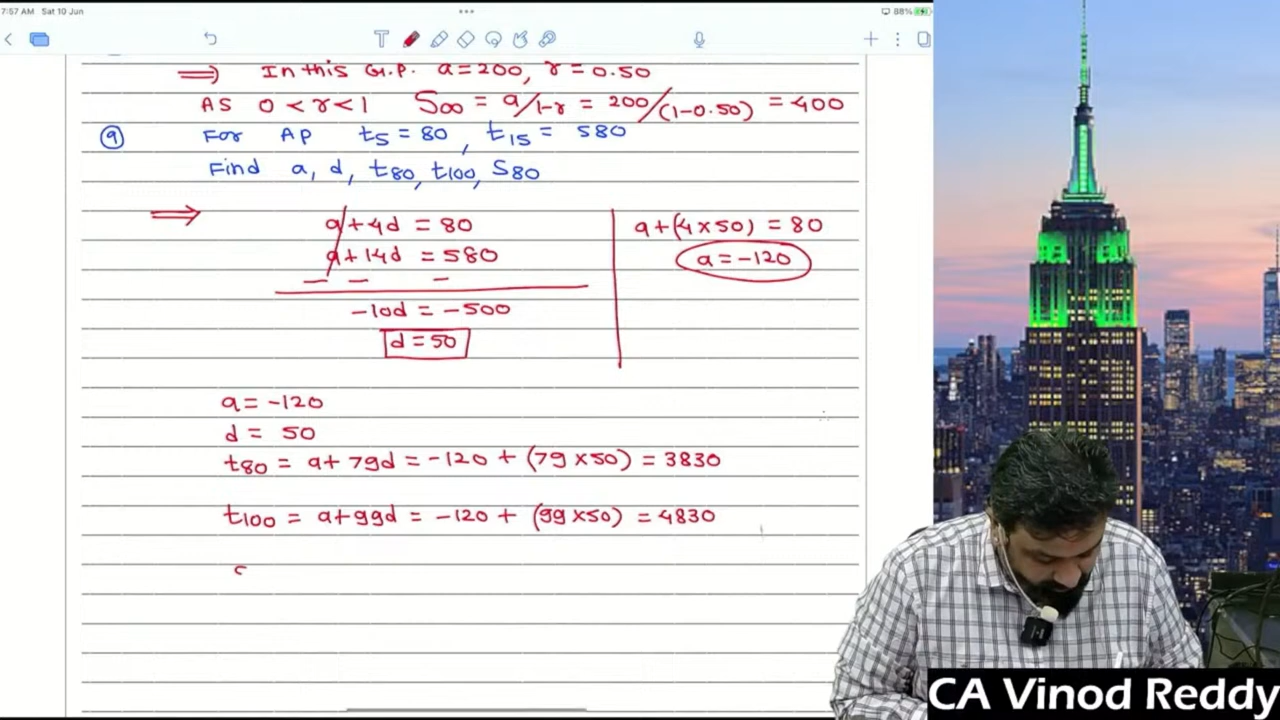 7:57 AM Sat 10 Jun
88%
T
⇒ In this G.P. a=200, r=0.50
As 0<r<1 S∞ = a/1-r = 200/(1-0.50) = 400
9 For AP t5 = 80, t15 = 580
Find a, d, t80, t100, S80
⇒ a+4d = 80
a+14d = 580
− − −
-10d = -500
d = 50
a+(4×50) = 80
a = -120
a = -120
d = 50
t80 = a+79d = -120 + (79×50) = 3830
t100 = a+99d = -120 + (99×50) = 4830
CA Vinod Reddy